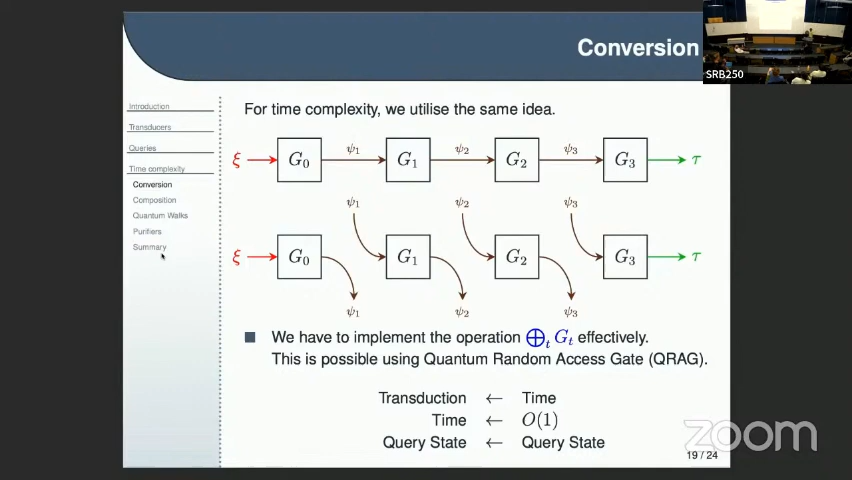 Conversion
SRB250
Introduction
Transducers
Queries
Time complexity
Conversion
Composition
Quantum Walks
Purifiers
Summary
For time complexity, we utilise the same idea.
ξ G₀ ψ₁ G₁ ψ₂ G₂ ψ₃ G₃ τ
ψ₁ ψ₂ ψ₃
ξ G₀ G₁ G₂ G₃ τ
ψ₁ ψ₂ ψ₃
We have to implement the operation ⊕ₜ Gₜ effectively.
This is possible using Quantum Random Access Gate (QRAG).
Transduction ← Time
Time ← O(1)
Query State ← Query State
zoom
19 / 24